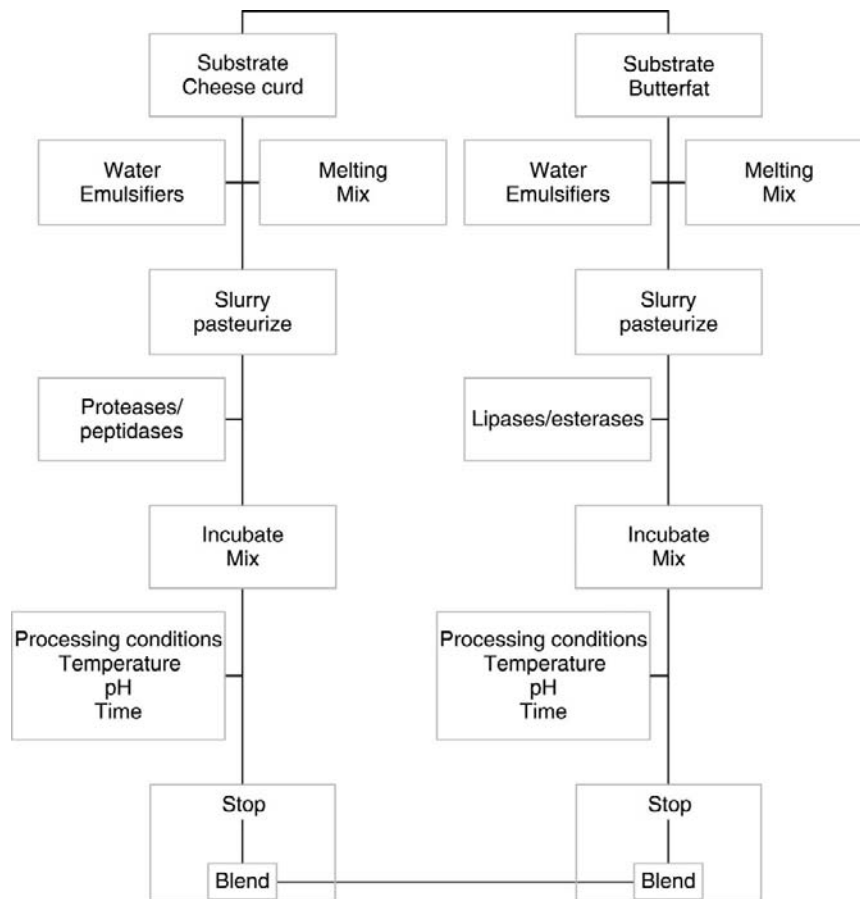 Substrate
Cheese curd
Substrate
Butterfat
Water
Emulsifiers
Melting
Mix
Water
Emulsifiers
Melting
Mix
Slurry
pasteurize
Slurry
pasteurize
Proteases/
peptidases
Lipases/esterases
Incubate
Mix
Incubate
Mix
Processing conditions
Temperature
pH
Time
Processing conditions
Temperature
pH
Time
Stop
Stop
Blend
Blend